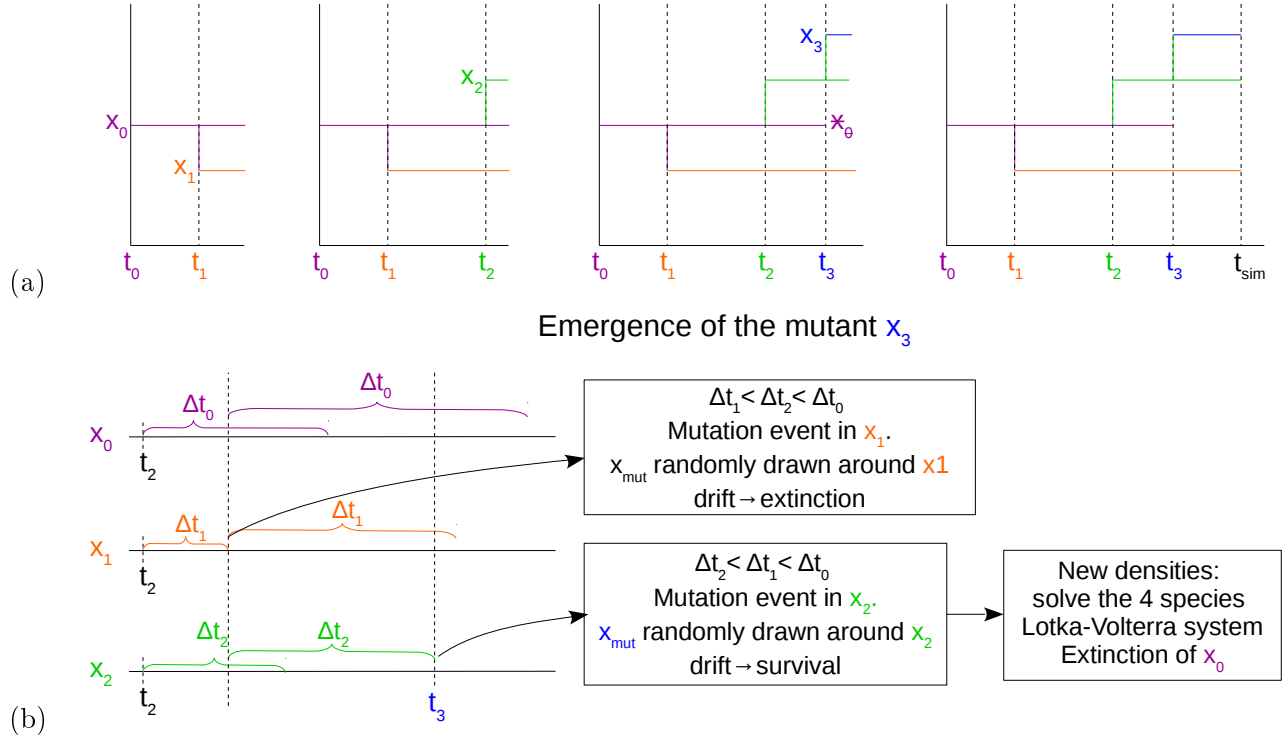 x₀
x₁
t₀
t₁
x₂
t₀
t₁
t₂
x₃
x₀
t₀
t₁
t₂
t₃
t₀
t₁
t₂
t₃
tsim
(a)
Emergence of the mutant x₃
x₀
Δt₀
Δt₀
t₂
x₁
Δt₁
Δt₁
t₂
x₂
Δt₂
Δt₂
t₂
t₃
Δt₁< Δt₂< Δt₀
Mutation event in x₁.
xmut randomly drawn around x1
drift→extinction
Δt₂< Δt₁< Δt₀
Mutation event in x₂.
xmut randomly drawn around x₂
drift→survival
New densities:
solve the 4 species
Lotka-Volterra system
Extinction of x₀
(b)